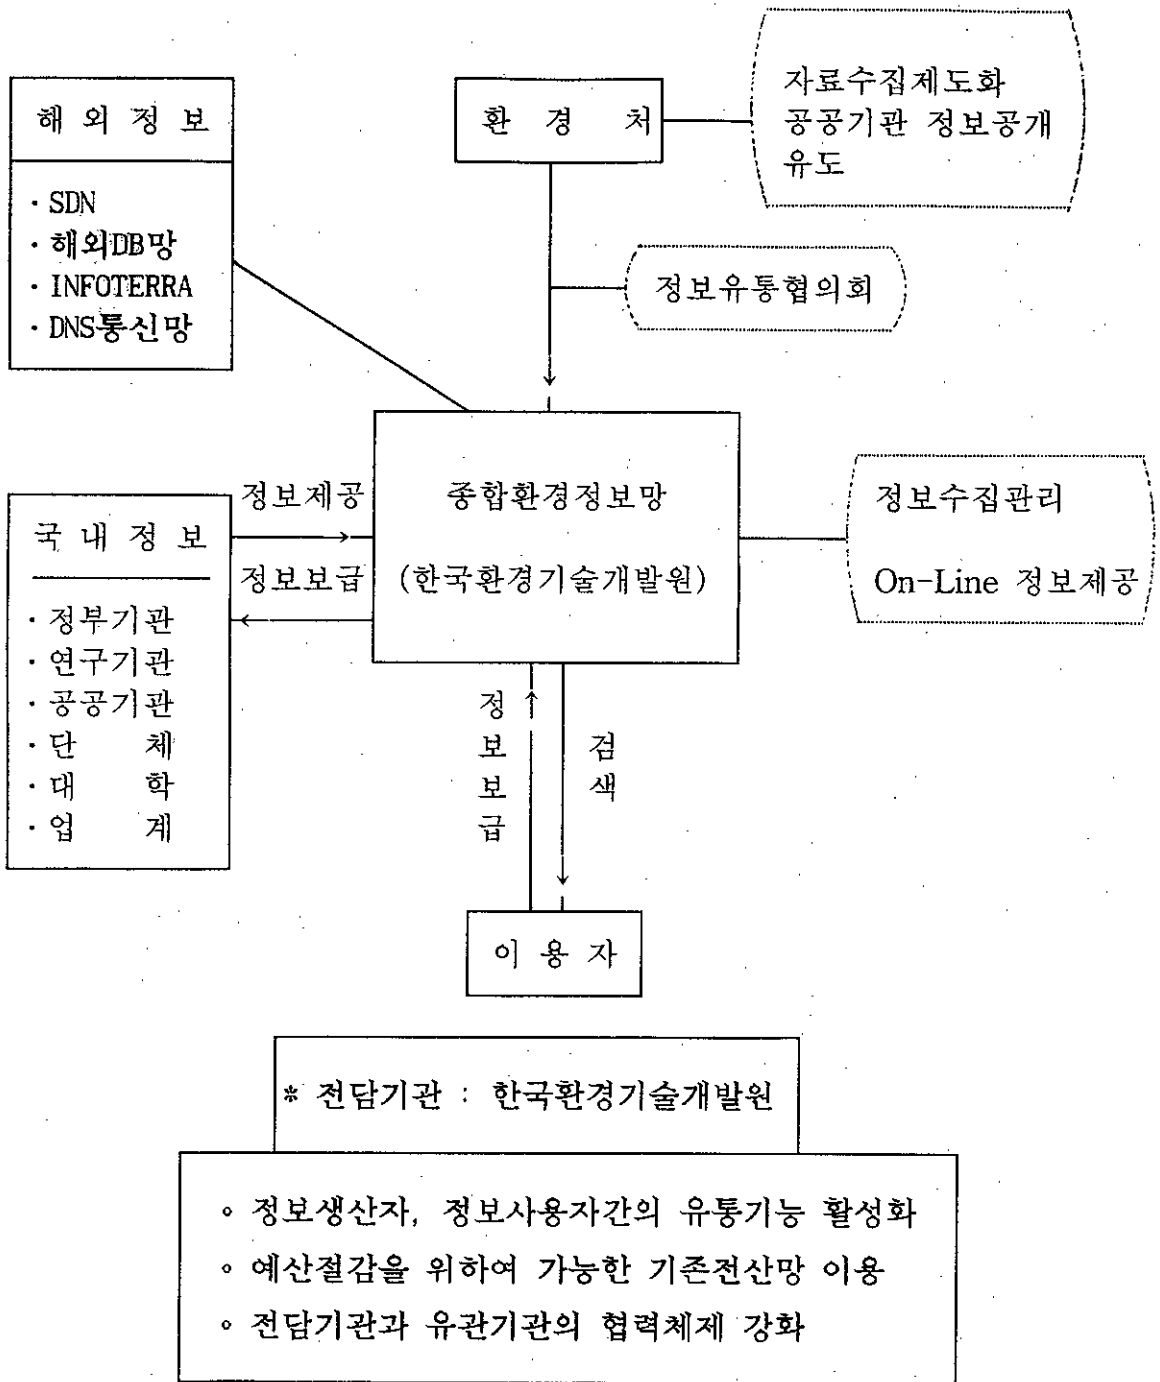 자료수집제도화
공공기관 정보공개
유도
해 외 정 보
환 경 처
· SDN
· 해외DB망
· INFOTERRA
· DNS통신망
정보유통협의회
정보제공
종합환경정보망
정보수집관리
국 내 정 보
정보보급
(한국환경기술개발원)
On-Line 정보제공
· 정부기관
· 연구기관
· 공공기관
· 단 체
· 대 학
· 업 계
정보보급
검색
이 용 자
* 전담기관 : 한국환경기술개발원
∘ 정보생산자, 정보사용자간의 유통기능 활성화
∘ 예산절감을 위하여 가능한 기존전산망 이용
∘ 전담기관과 유관기관의 협력체제 강화